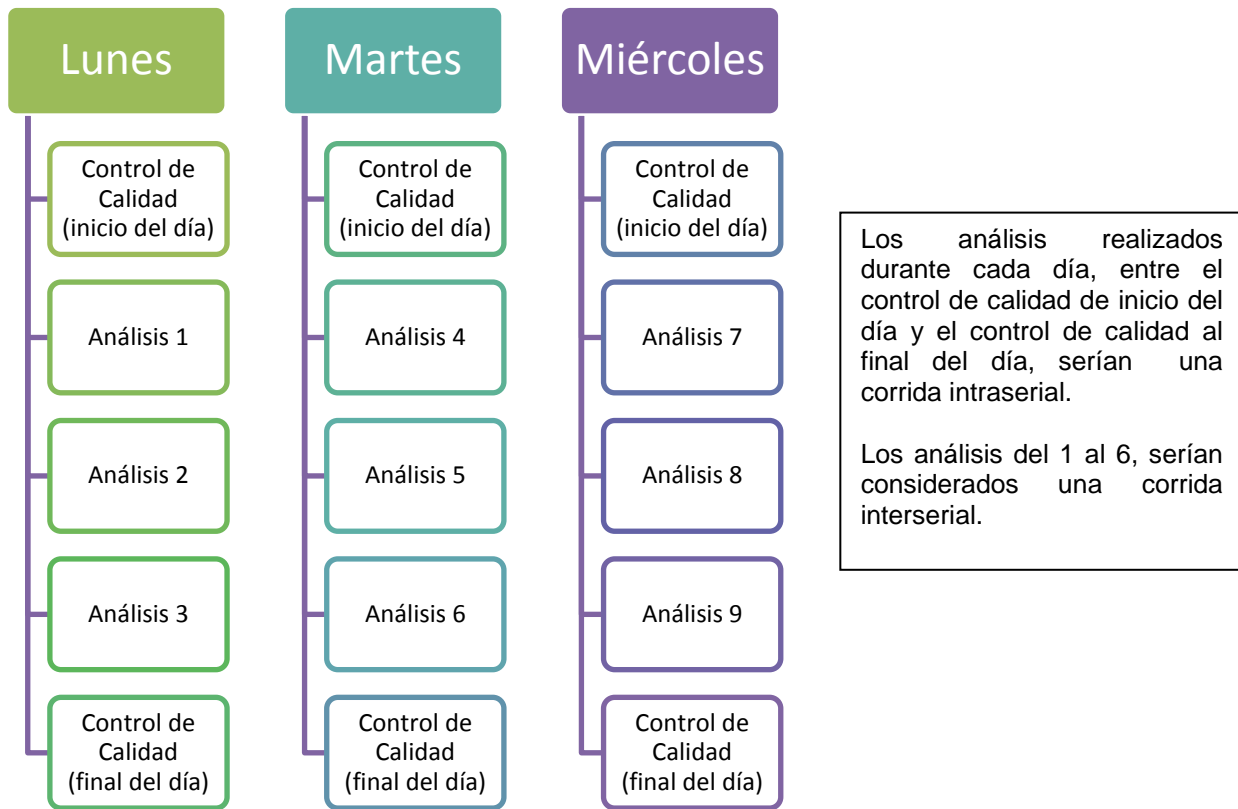 Lunes
Control de
Calidad
(inicio del día)
Análisis 1
Análisis 2
Análisis 3
Control de
Calidad
(final del día)
Martes
Control de
Calidad
(inicio del día)
Análisis 4
Análisis 5
Análisis 6
Control de
Calidad
(final del día)
Miércoles
Control de
Calidad
(inicio del día)
Análisis 7
Análisis 8
Análisis 9
Control de
Calidad
(final del día)
Los análisis realizados
durante cada día, entre el
control de calidad de inicio del
día y el control de calidad al
final del día, serían una
corrida intraserial.
Los análisis del 1 al 6, serían
considerados una corrida
interserial.